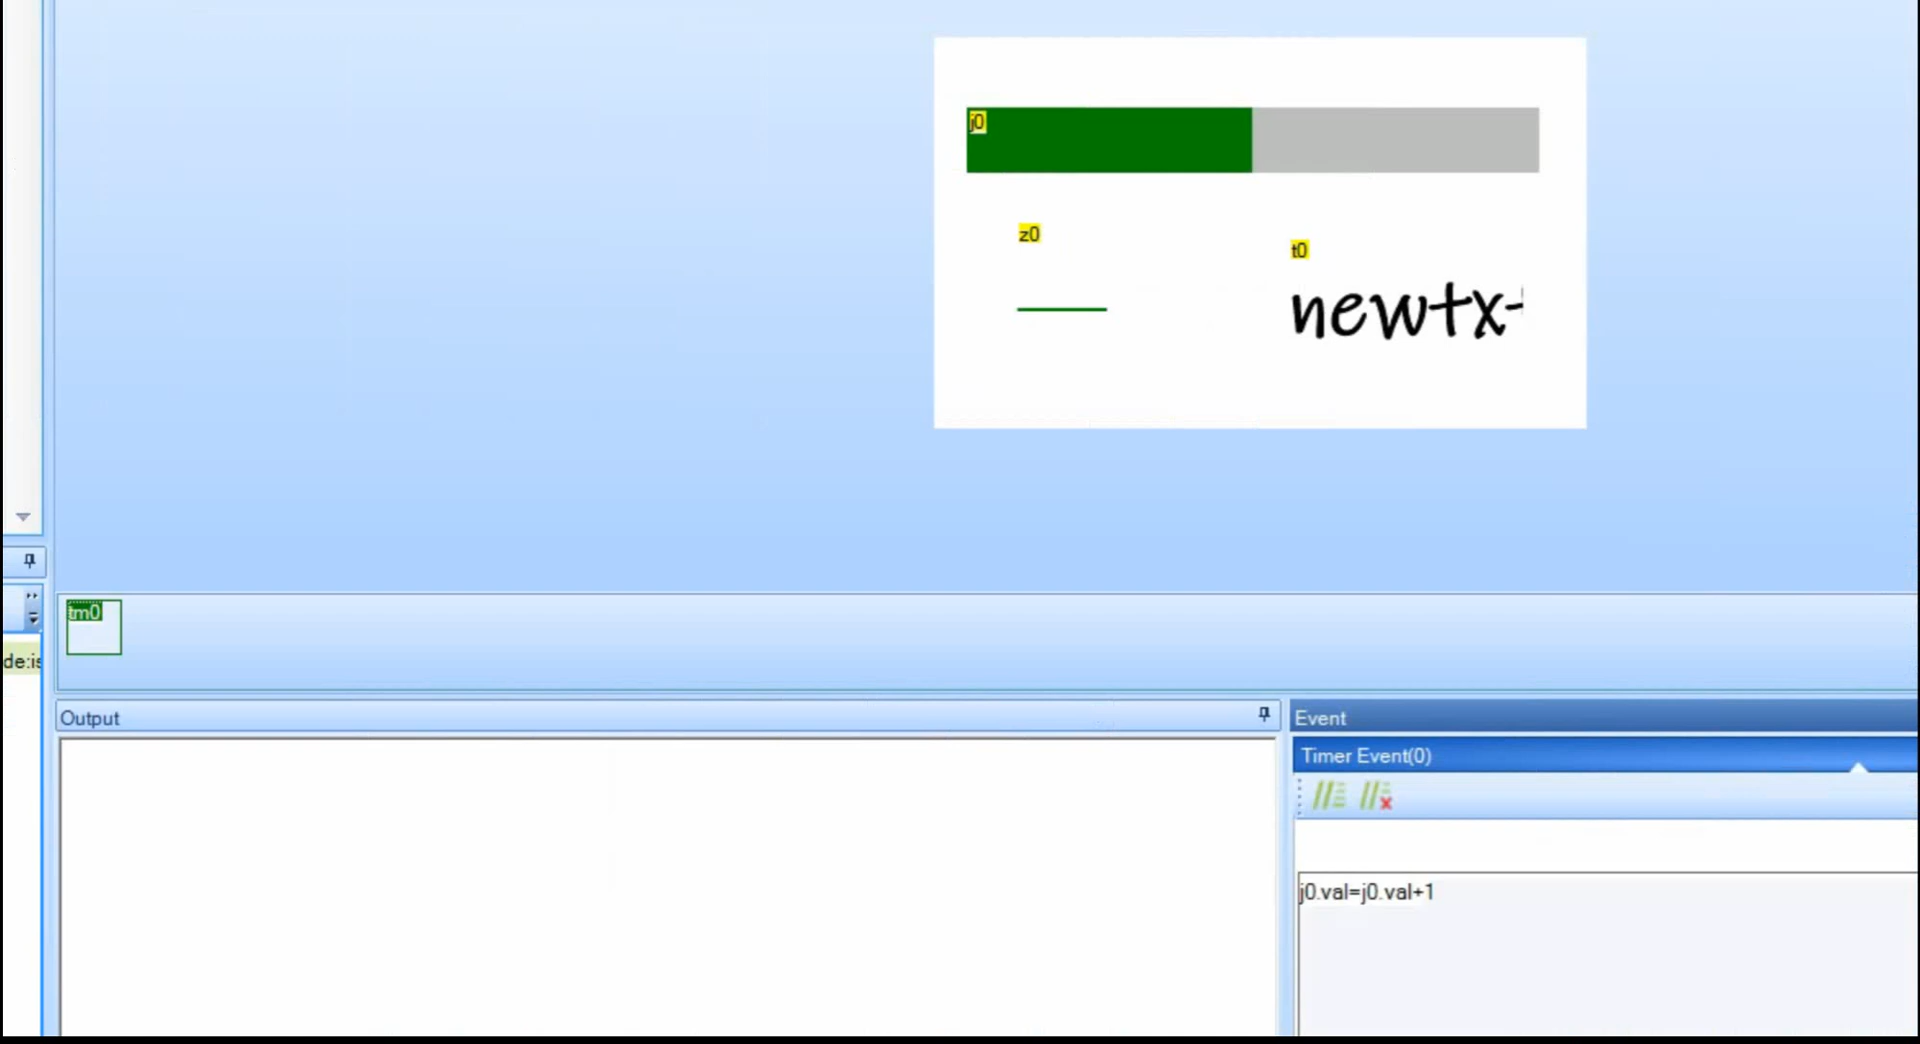 j0
z0
t0
newtx
tm0
de:is
Output
Event
Timer Event(0)
j0.val=j0.val+1